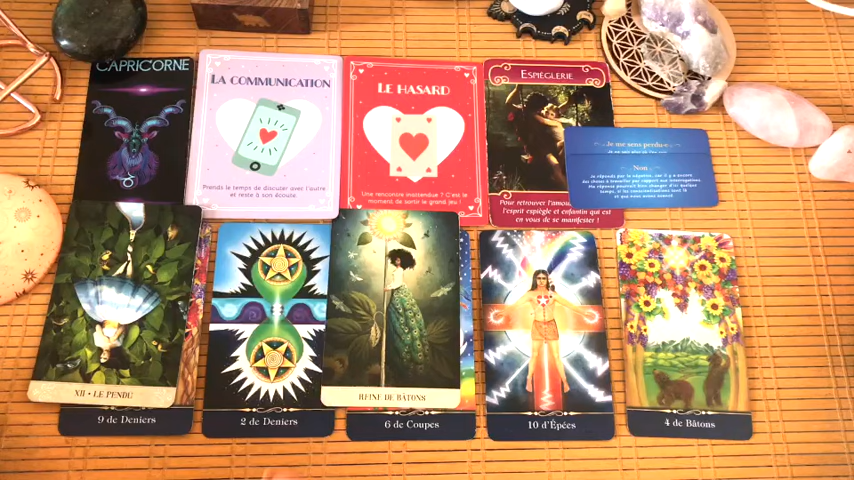 CAPRICORNE
LA COMMUNICATION
Prends le temps de discuter avec l'autre
et reste à son écoute.
LE HASARD
Une rencontre inattendue ? C'est le
moment de sortir le grand jeu !
ESPIÈGLERIE
Pour retrouver l'amour
l'esprit espiègle et enfantin qui est
en vous de se manifester !
Je me sens perdu
Non
Je réponds par la négative, car il y a encore
des choses à travailler par rapport aux interrogations.
Ma réponse pourrait bien changer d'ici quelque
temps, si les
et que nous avons
XII • LE PENDU
9 de Deniers
2 de Deniers
REINE DE BÂTONS
6 de Coupes
10 d'Épées
4 de Bâtons